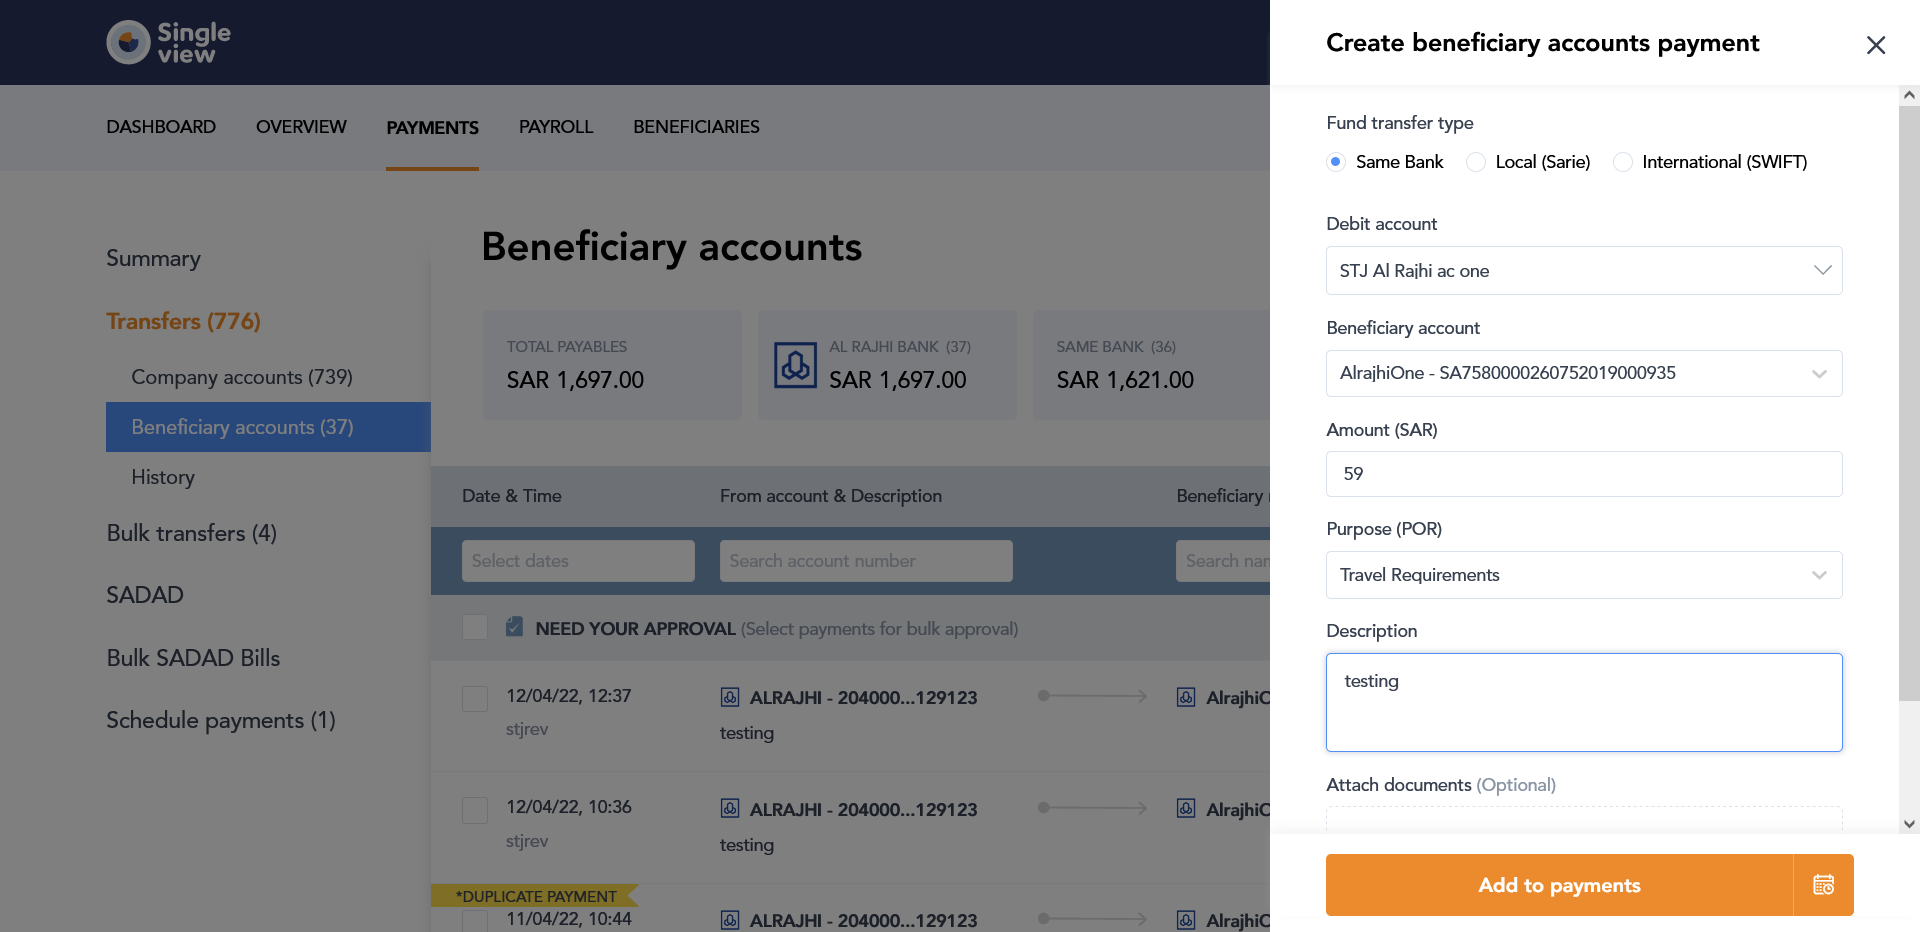 Single
view
DASHBOARD OVERVIEW PAYMENTS PAYROLL BENEFICIARIES
Summary
Transfers (776)
Company accounts (739)
Beneficiary accounts (37)
History
Bulk transfers (4)
SADAD
Bulk SADAD Bills
Schedule payments (1)
Beneficiary accounts
TOTAL PAYABLES
SAR 1,697.00
AL RAJHI BANK (37)
SAR 1,697.00
SAME BANK (36)
SAR 1,621.00
Date & Time From account & Description Beneficiary
Select dates Search account number Search nam
NEED YOUR APPROVAL (Select payments for bulk approval)
12/04/22, 12:37 ALRAJHI - 204000...129123 AlrajhiO
stjrev testing
12/04/22, 10:36 ALRAJHI - 204000...129123 AlrajhiO
stjrev testing
*DUPLICATE PAYMENT
11/04/22, 10:44 ALRAJHI - 204000...129123 AlrajhiO
Create beneficiary accounts payment
Fund transfer type
Same Bank Local (Sarie) International (SWIFT)
Debit account
STJ Al Rajhi ac one
Beneficiary account
AlrajhiOne - SA7580000260752019000935
Amount (SAR)
59
Purpose (POR)
Travel Requirements
Description
testing
Attach documents (Optional)
Add to payments